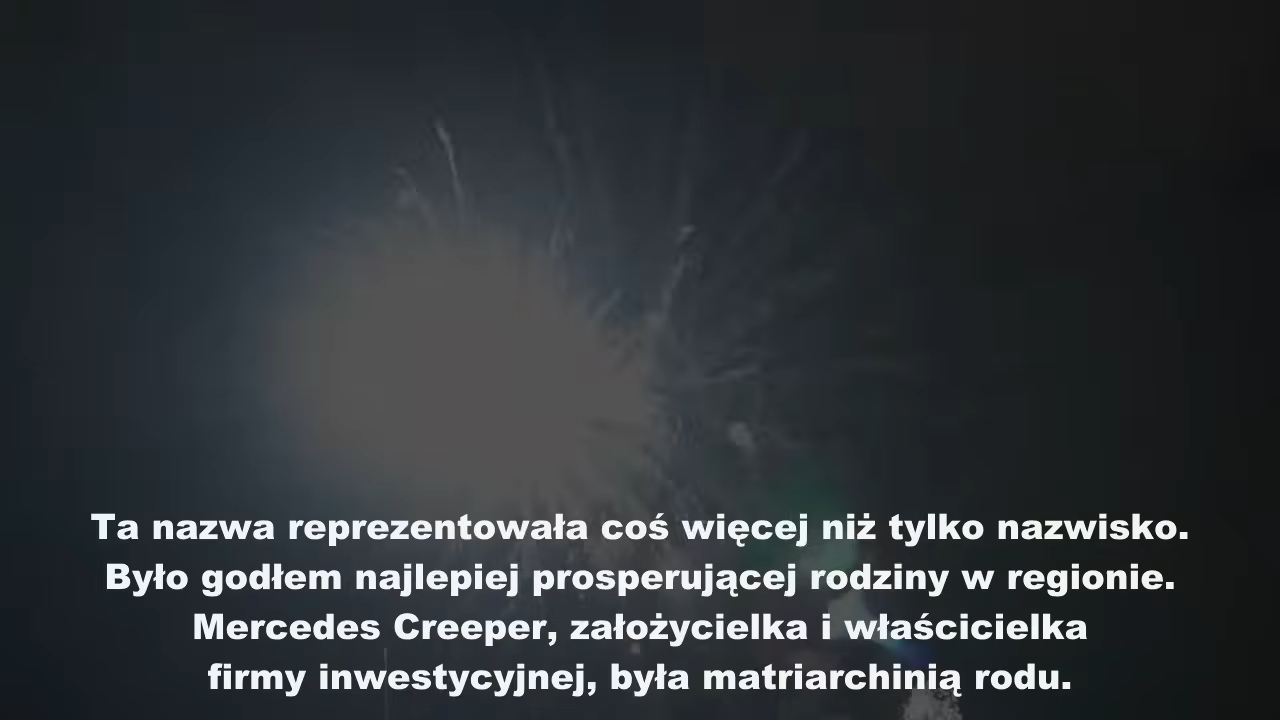 Ta nazwa reprezentowała coś więcej niż tylko nazwisko.
Było godłem najlepiej prosperującej rodziny w regionie.
Mercedes Creeper, założycielka i właścicielka
firmy inwestycyjnej, była matriarchinią rodu.